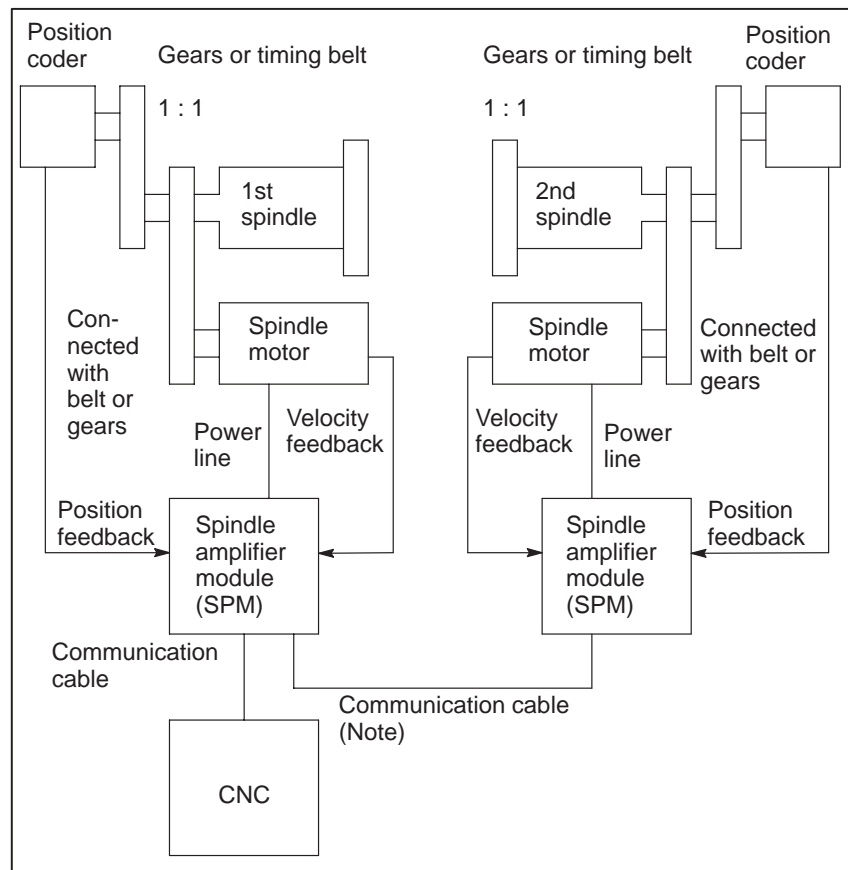 Position
coder
Gears or timing belt
Gears or timing belt
Position
coder
1 : 1
1 : 1
1st
spindle
2nd
spindle
Con-
nected
with
belt or
gears
Spindle
motor
Spindle
motor
Connected
with belt or
gears
Power
line
Velocity
feedback
Velocity
feedback
Power
line
Position
feedback
Spindle
amplifier
module
(SPM)
Spindle
amplifier
module
(SPM)
Position
feedback
Communication
cable
Communication cable
(Note)
CNC